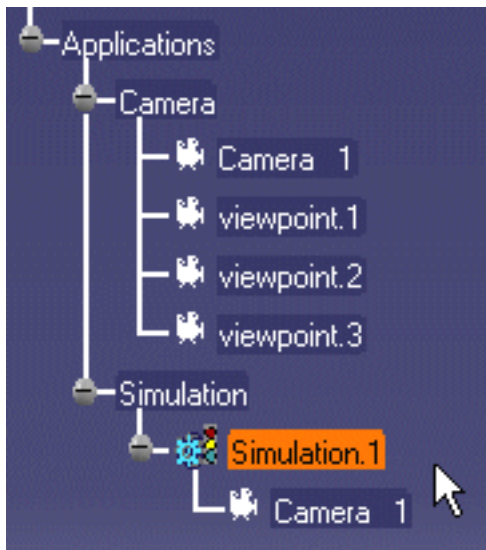 Applications
Camera
Camera 1
viewpoint.1
viewpoint.2
viewpoint.3
Simulation
Simulation.1
Camera 1